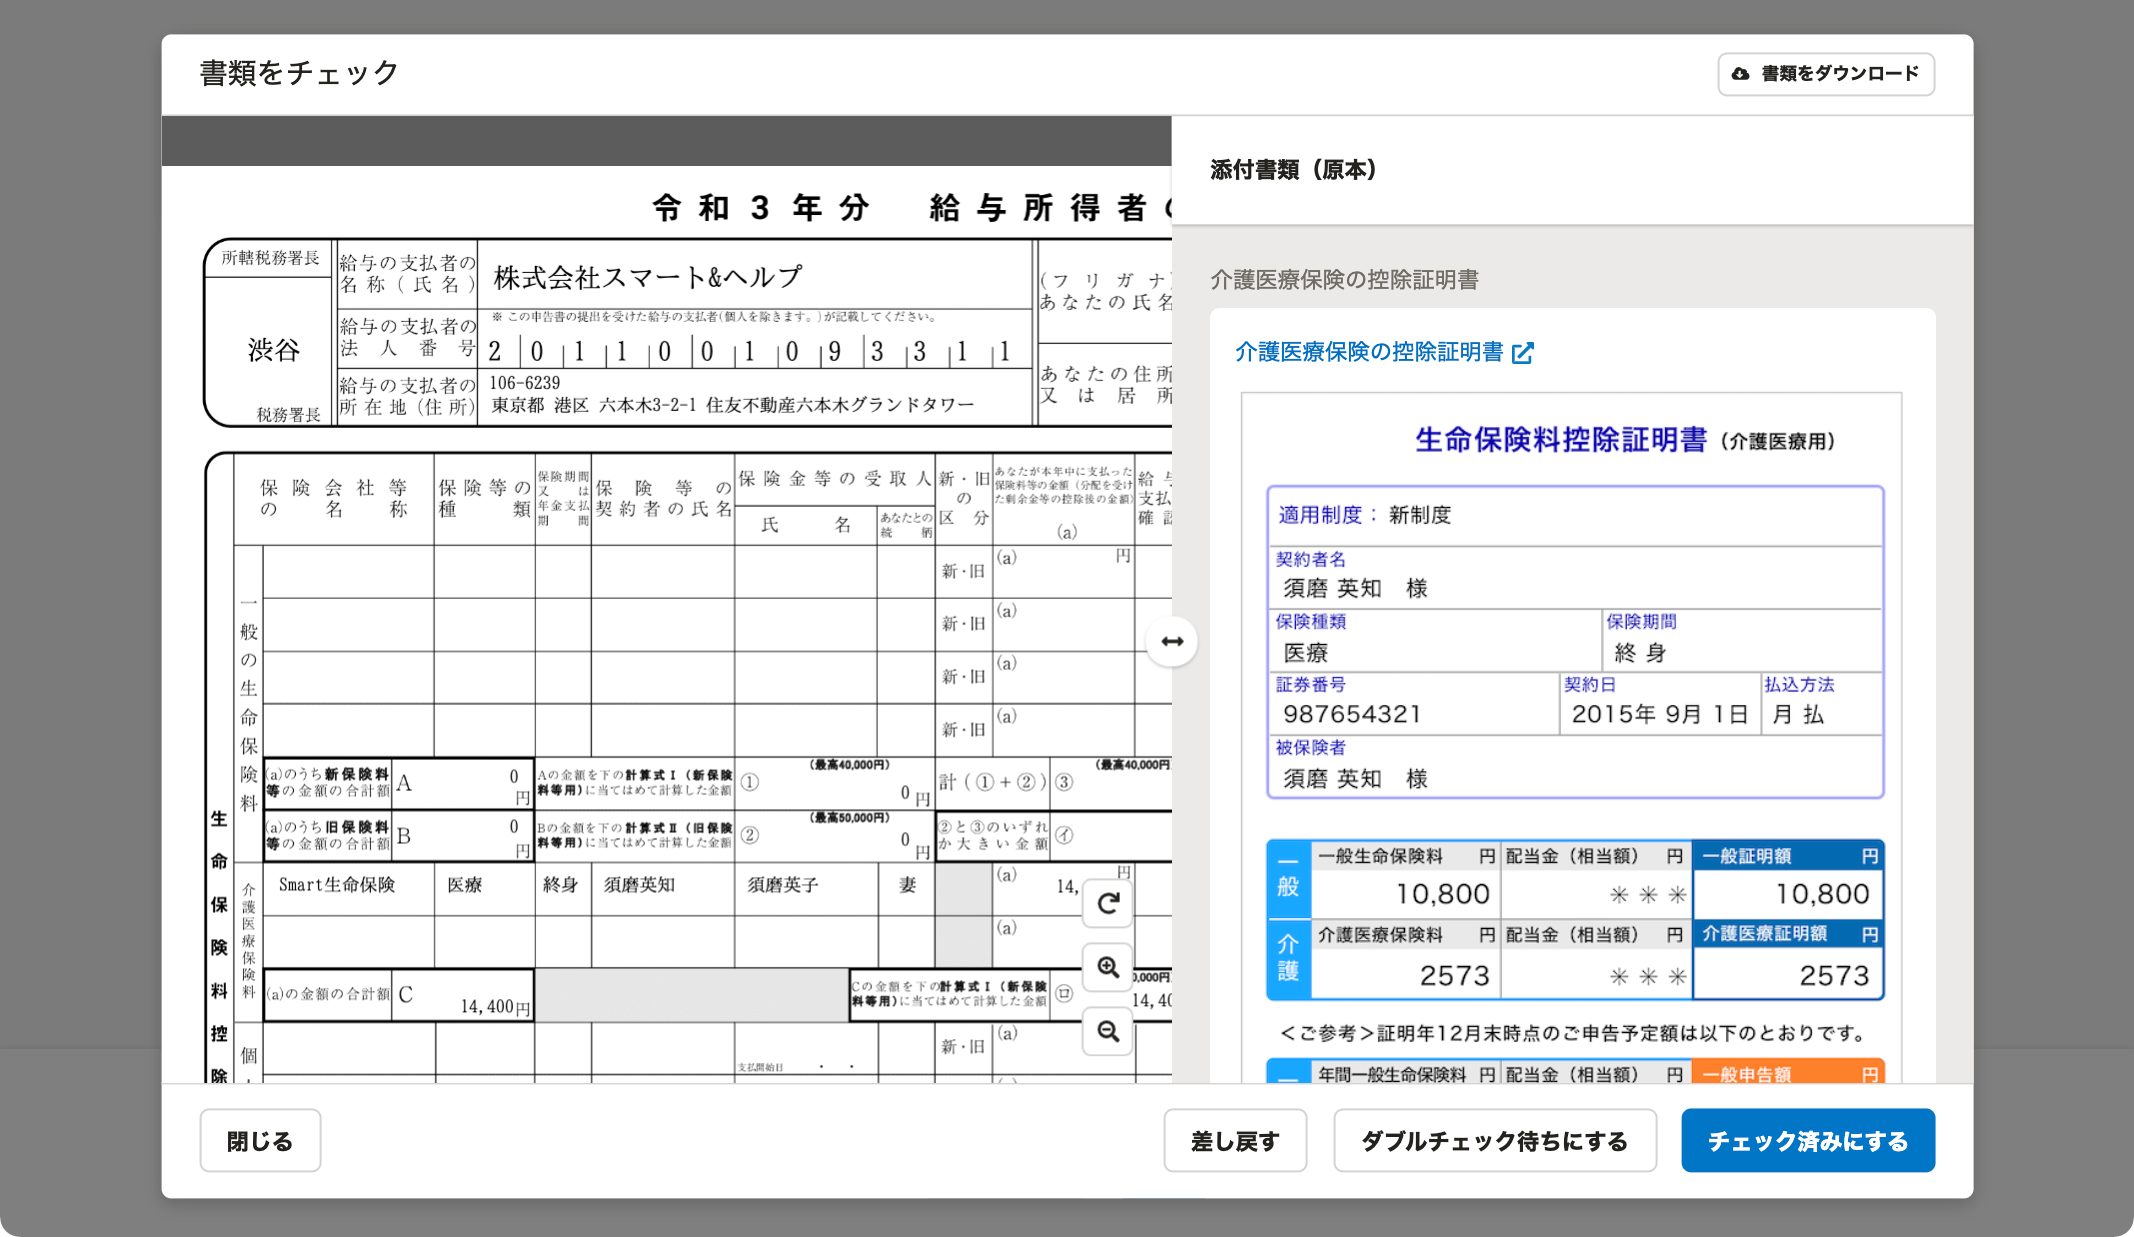 書類をチェック
書類をダウンロード
令和3年分 給与所得者の
所轄税務署長
渋谷
税務署長
給与の支払者の
名称(氏名)
株式会社スマート&ヘルプ
給与の支払者の
法人番号
※この申告書の提出を受けた給与の支払者(個人を除きます。)が記載してください。
2 0 1 1 0 0 1 0 9 3 3 1 1
給与の支払者の
所在地(住所)
106-6239
東京都 港区 六本木3-2-1 住友不動産六本木グランドタワー
(フリガナ)
あなたの氏名
あなたの住所
又は居所
保険会社等
の名称
保険等の
種類
保険期間
又は
年金支払
期間
保険等の
契約者の氏名
保険金等の受取人
氏名
あなたとの
続柄
新・旧
の
区分
あなたが本年中に支払った
保険料等の金額(分配を受け
た剰余金等の控除後の金額)
(a)
給与
支払
確認
生命保険料控除
一般の生命保険料
新・旧
(a) 円
新・旧
(a)
新・旧
(a)
新・旧
(a)
(a)のうち新保険料
等の金額の合計額
A
0
円
Aの金額を下の計算式Ⅰ(新保険
料等用)に当てはめて計算した金額
①
(最高40,000円)
0 円
計(①+②)
③
(最高40,000円
(a)のうち旧保険料
等の金額の合計額
B
0
円
Bの金額を下の計算式Ⅱ(旧保険
料等用)に当てはめて計算した金額
②
(最高50,000円)
0 円
②と③のいずれ
か大きい金額
㋑
介護医療保険料
Smart生命保険
医療
終身
須磨英知
須磨英子
妻
(a) 円
14,
(a)
(a)の金額の合計額
C
14,400円
Cの金額を下の計算式Ⅰ(新保険
料等用)に当てはめて計算した金額
㋺
0,000円
14,40
個
新・旧
(a)
支払開始日 ・ ・
添付書類(原本)
介護医療保険の控除証明書
介護医療保険の控除証明書
生命保険料控除証明書(介護医療用)
適用制度: 新制度
契約者名
須磨 英知 様
保険種類
医療
保険期間
終 身
証券番号
987654321
契約日
2015年 9月 1日
払込方法
月 払
被保険者
須磨 英知 様
一般
一般生命保険料 円 配当金(相当額) 円 一般証明額 円
10,800 ＊＊＊ 10,800
介護
介護医療保険料 円 配当金(相当額) 円 介護医療証明額 円
2573 ＊＊＊ 2573
<ご参考>証明年12月末時点のご申告予定額は以下のとおりです。
年間一般生命保険料 円 配当金(相当額) 円 一般申告額 円
閉じる
差し戻す
ダブルチェック待ちにする
チェック済みにする